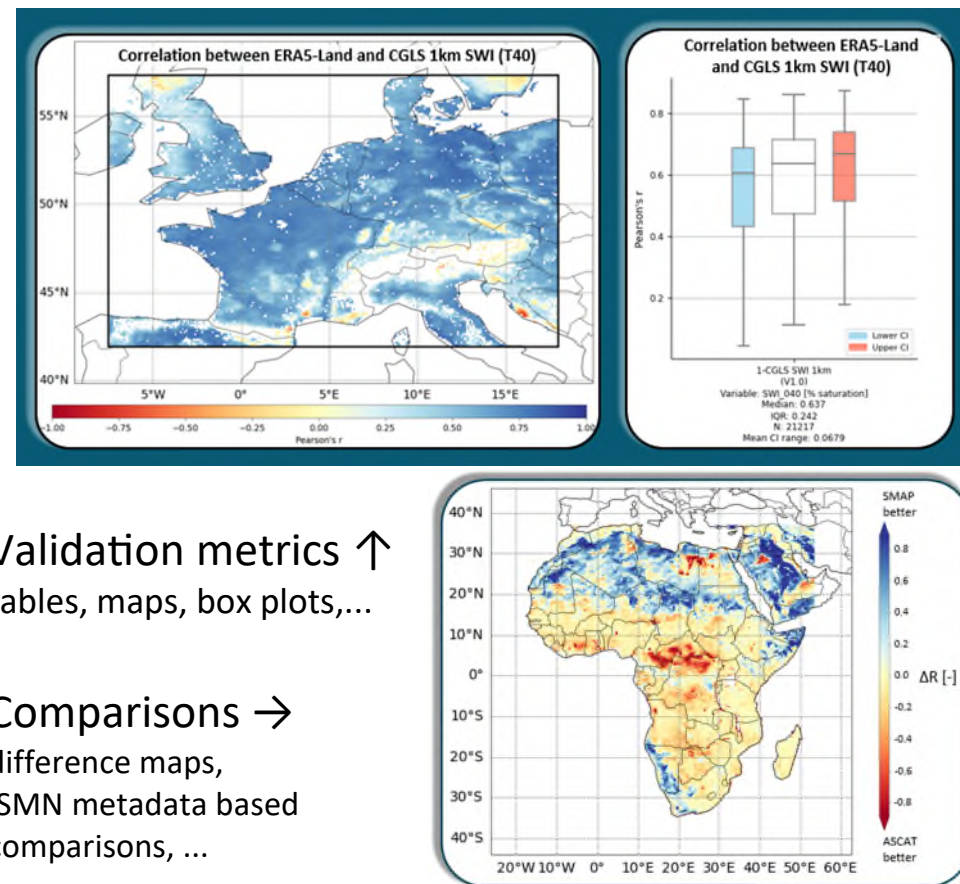 Correlation between ERA5-Land and CGLS 1km SWI (T40)
55°N
50°N
45°N
40°N
5°W 0° 5°E 10°E 15°E
-1.00 -0.75 -0.50 -0.25 0.00 0.25 0.50 0.75 1.00
Pearson's r
Correlation between ERA5-Land
and CGLS 1km SWI (T40)
0.8
0.6
0.4
0.2
Pearson's r
Lower CI
Upper CI
1-CGLS SWI 1km
(V1.0)
Variable: SWI_040 [% saturation]
Median: 0.637
IQR: 0.242
N: 21217
Mean CI range: 0.0679
Validation metrics ↑
ables, maps, box plots,...
Comparisons →
difference maps,
SMN metadata based
comparisons, ...
40°N
30°N
20°N
10°N
0°
10°S
20°S
30°S
40°S
20°W 10°W 0° 10°E 20°E 30°E 40°E 50°E 60°E
SMAP
better
0.8
0.6
0.4
0.2
0.0
-0.2
-0.4
-0.6
-0.8
ΔR [-]
ASCAT
better